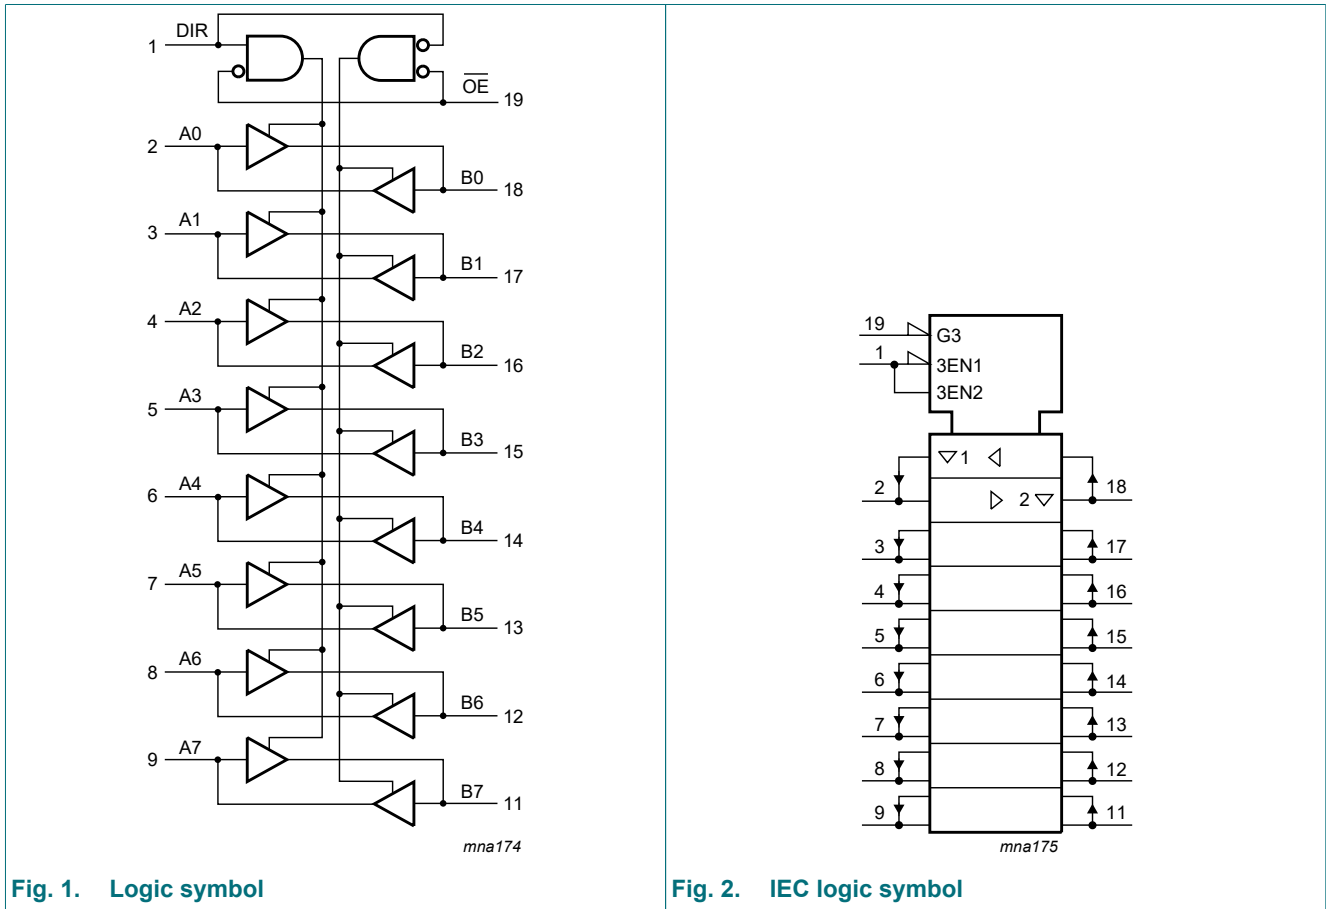 DIR
1
OE
19
A0
2
B0
18
A1
3
B1
17
A2
4
B2
16
A3
5
B3
15
A4
6
B4
14
A5
7
B5
13
A6
8
B6
12
A7
9
B7
11
mna174
Fig. 1. Logic symbol
19
G3
1
3EN1
3EN2
1
2
18
2
3
17
4
16
5
15
6
14
7
13
8
12
9
11
mna175
Fig. 2. IEC logic symbol